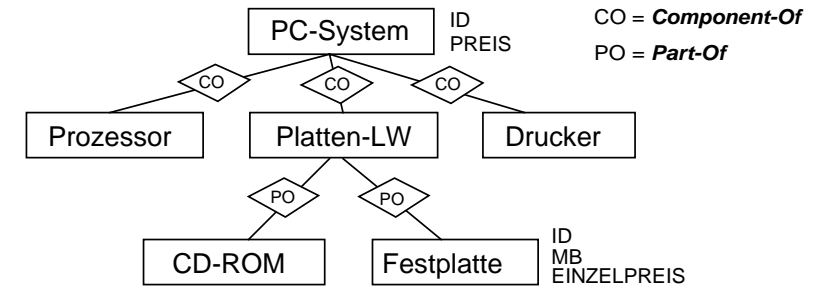 PC-System
ID
PREIS
CO = Component-Of
PO = Part-Of
CO
CO
CO
Prozessor
Platten-LW
Drucker
PO
PO
CD-ROM
Festplatte
ID
MB
EINZELPREIS